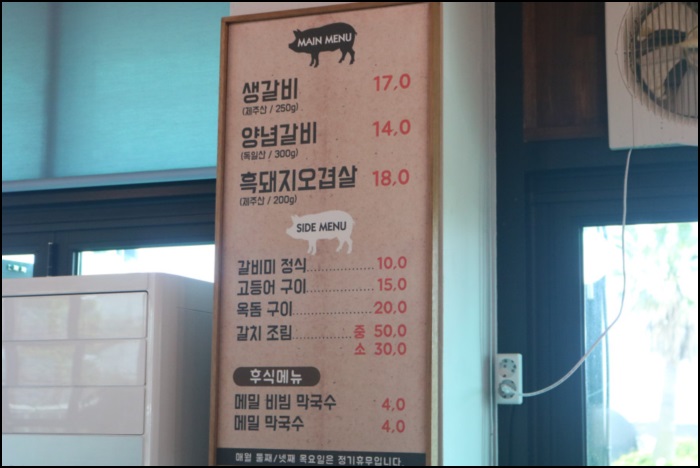 MAIN MENU
생갈비 17,0
(제주산 / 250g)
양념갈비 14,0
(독일산 / 300g)
흑돼지오겹살 18,0
(제주산 / 200g)
SIDE MENU
갈비미 정식 10,0
고등어 구이 15,0
옥돔 구이 20,0
갈치 조림 중 50,0
소 30,0
후식메뉴
메밀 비빔 막국수 4,0
메밀 막국수 4,0
매월 둘째/넷째 목요일은 정기휴무입니다